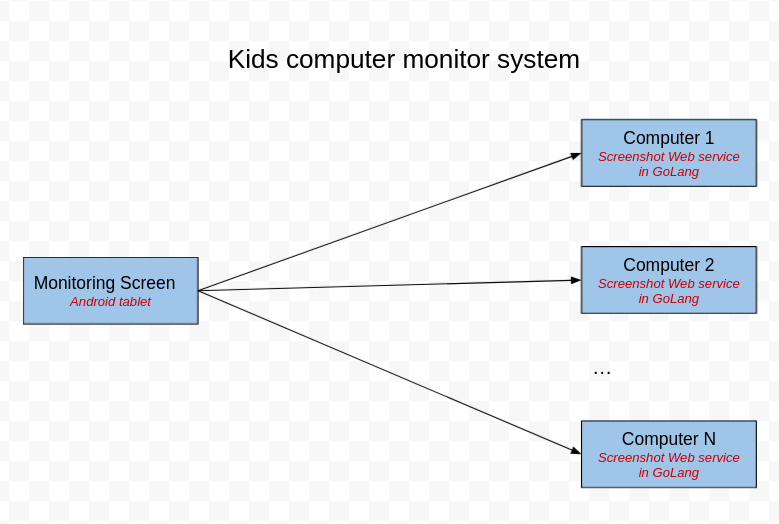 Kids computer monitor system
Computer 1
Screenshot Web service
in GoLang
Monitoring Screen
Android tablet
Computer 2
Screenshot Web service
in GoLang
...
Computer N
Screenshot Web service
in GoLang